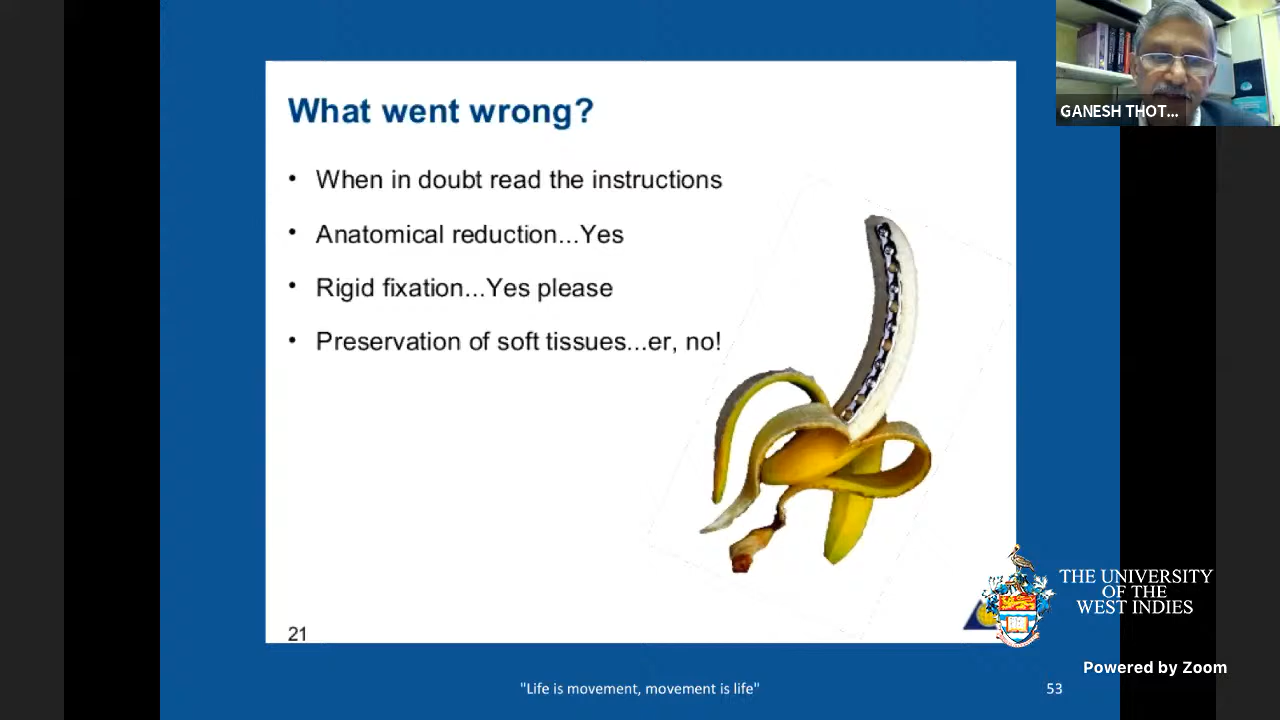 GANESH THOT...
What went wrong?
• When in doubt read the instructions
• Anatomical reduction...Yes
• Rigid fixation...Yes please
• Preservation of soft tissues...er, no!
21
THE UNIVERSITY
OF THE
WEST INDIES
Powered by Zoom
"Life is movement, movement is life"
53